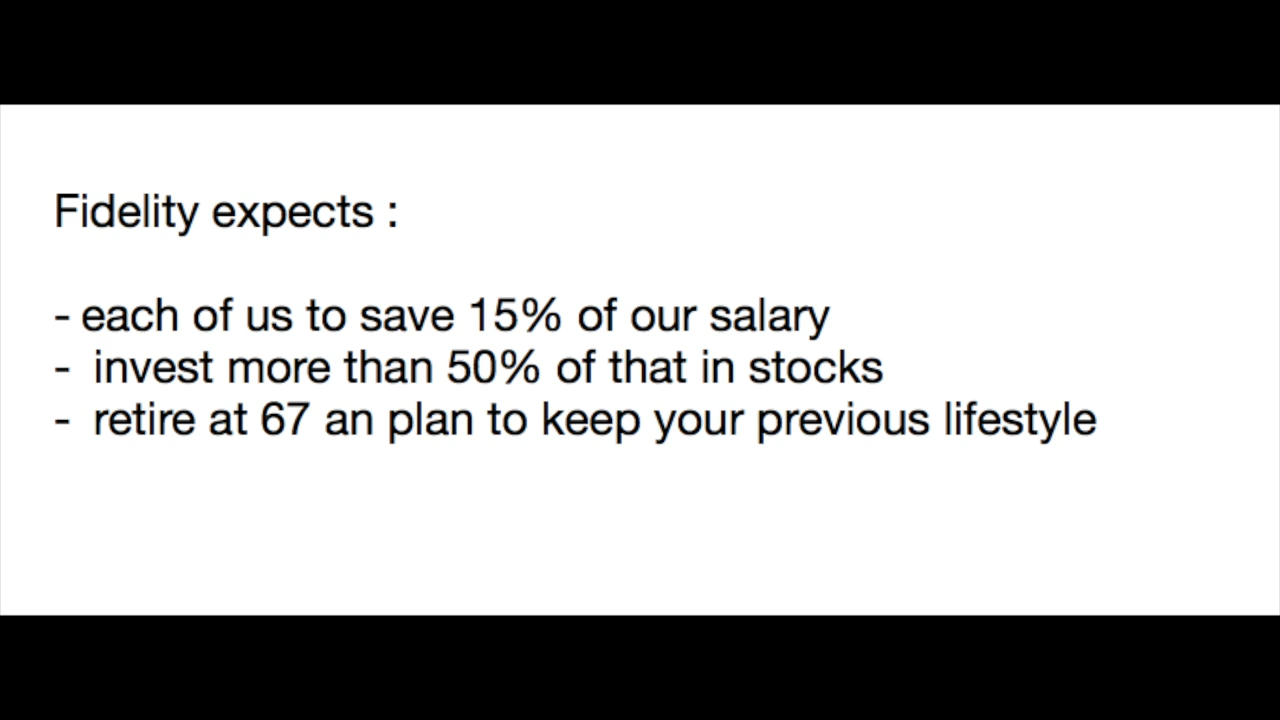 Fidelity expects :
- each of us to save 15% of our salary
- invest more than 50% of that in stocks
- retire at 67 an plan to keep your previous lifestyle